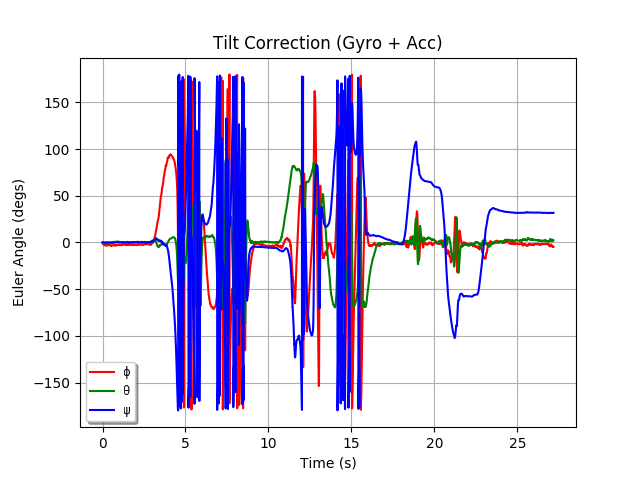 Tilt Correction (Gyro + Acc)
Euler Angle (degs)
150
100
50
0
−50
−100
−150
ϕ
θ
ψ
0 5 10 15 20 25
Time (s)